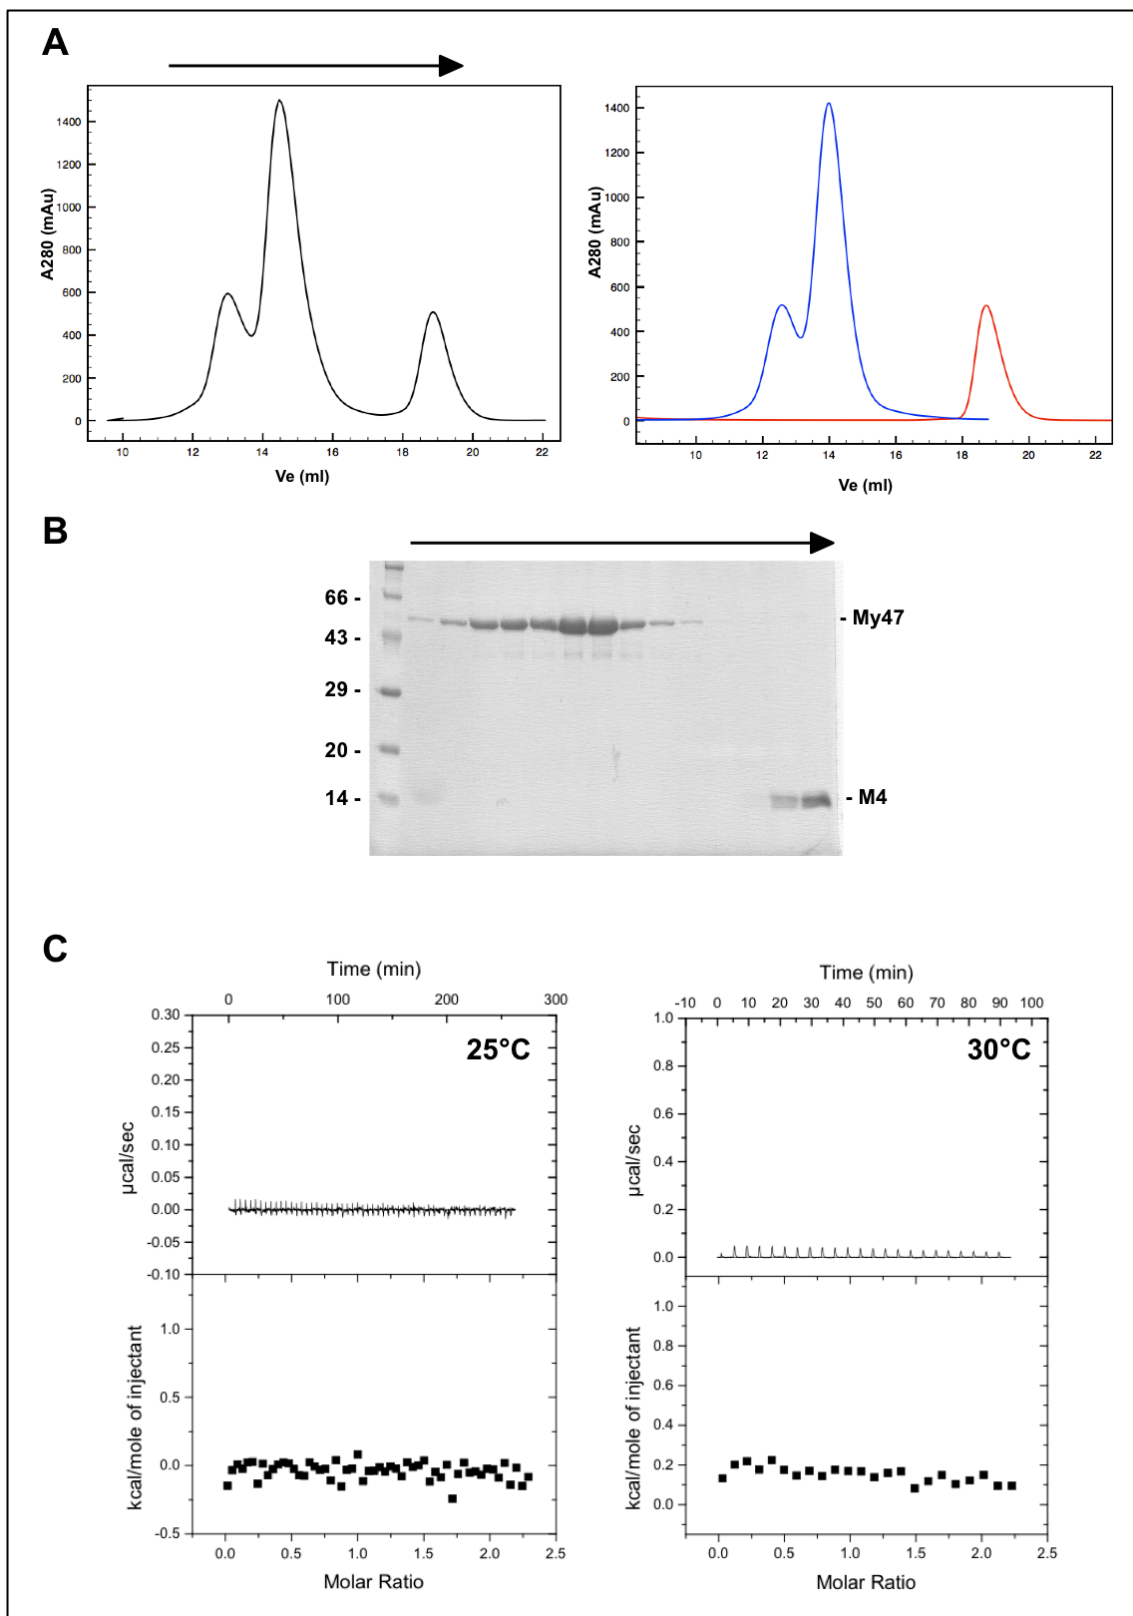 A
A280 (mAu)
1400
1200
1000
800
600
400
200
0
10 12 14 16 18 20 22
Ve (ml)
A280 (mAu)
1400
1200
1000
800
600
400
200
0
10 12 14 16 18 20 22
Ve (ml)
B
66 -
43 -
29 -
20 -
14 -
- My47
- M4
C
Time (min)
0 100 200 300
25°C
µcal/sec
0.30
0.25
0.20
0.15
0.10
0.05
0.00
-0.05
-0.10
kcal/mole of injectant
1.0
0.5
0.0
-0.5
0.0 0.5 1.0 1.5 2.0 2.5
Molar Ratio
Time (min)
-10 0 10 20 30 40 50 60 70 80 90 100
30°C
µcal/sec
1.0
0.8
0.6
0.4
0.2
0.0
kcal/mole of injectant
1.0
0.8
0.6
0.4
0.2
0.0
0.0 0.5 1.0 1.5 2.0 2.5
Molar Ratio